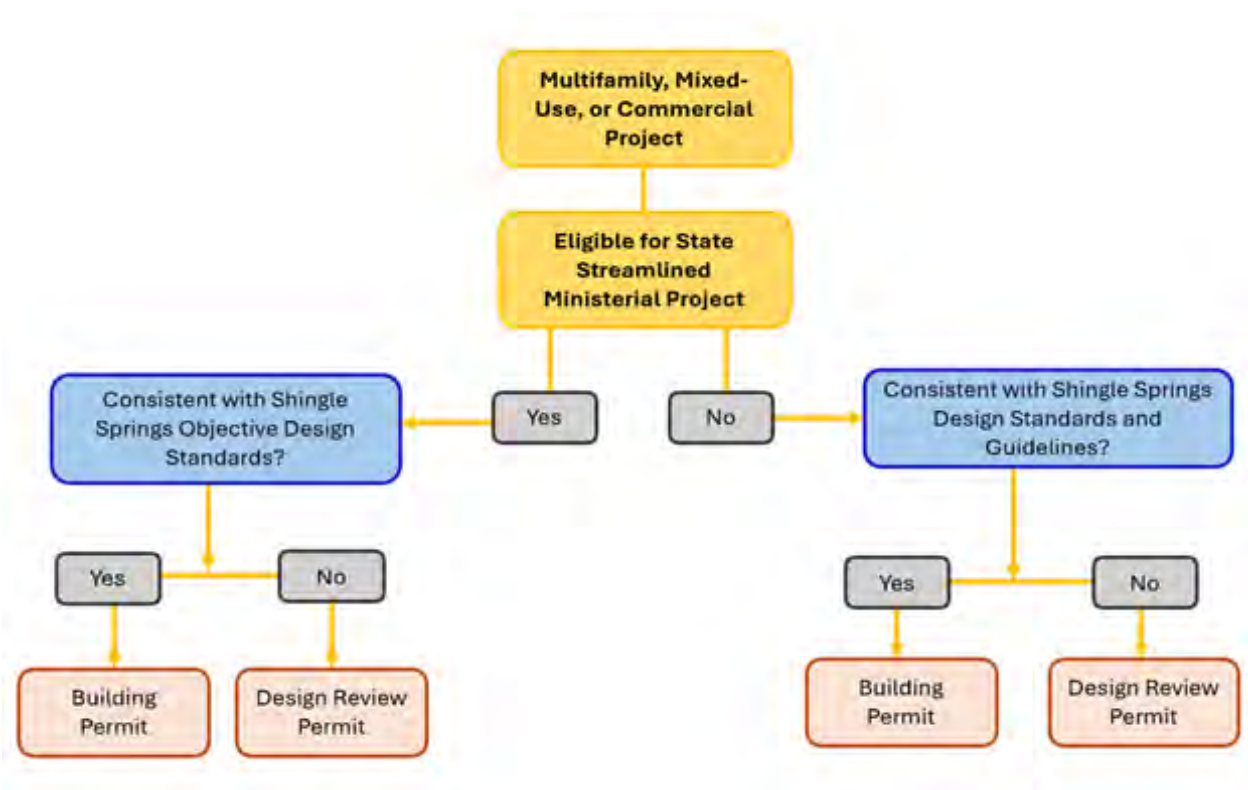 Multifamily, Mixed-
Use, or Commercial
Project
Eligible for State
Streamlined
Ministerial Project
Yes
No
Consistent with Shingle
Springs Objective Design
Standards?
Consistent with Shingle Springs
Design Standards and
Guidelines?
Yes
No
Yes
No
Building
Permit
Design Review
Permit
Building
Permit
Design Review
Permit